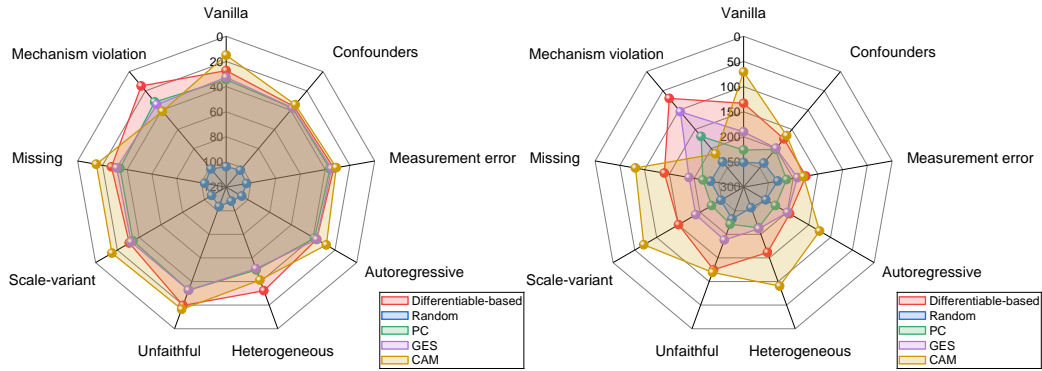 Vanilla
0
20
40
60
80
100
20
Confounders
Measurement error
Autoregressive
Heterogeneous
Unfaithful
Scale-variant
Missing
Mechanism violation
Differentiable-based
Random
PC
GES
CAM
Vanilla
0
50
100
150
200
250
300
Confounders
Measurement error
Autoregressive
Heterogeneous
Unfaithful
Scale-variant
Missing
Mechanism violation
Differentiable-based
Random
PC
GES
CAM